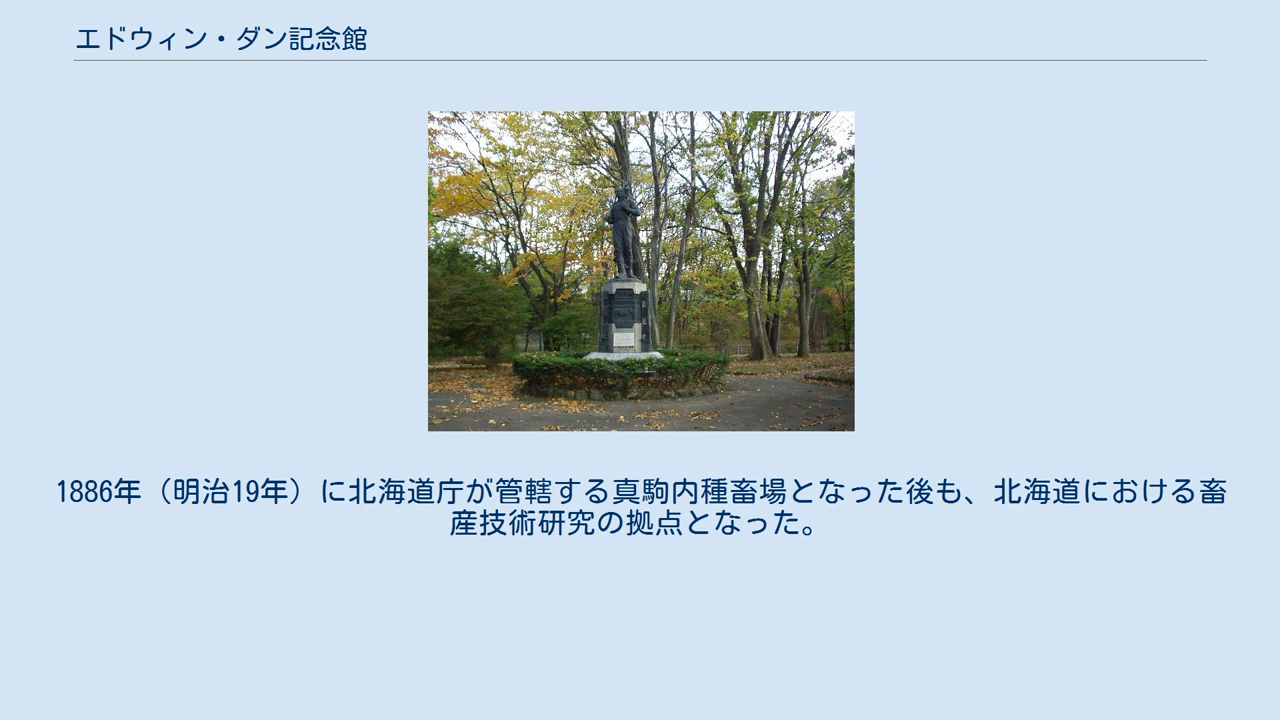 エドウィン・ダン記念館
1886年（明治19年）に北海道庁が管轄する真駒内種畜場となった後も、北海道における畜
産技術研究の拠点となった。